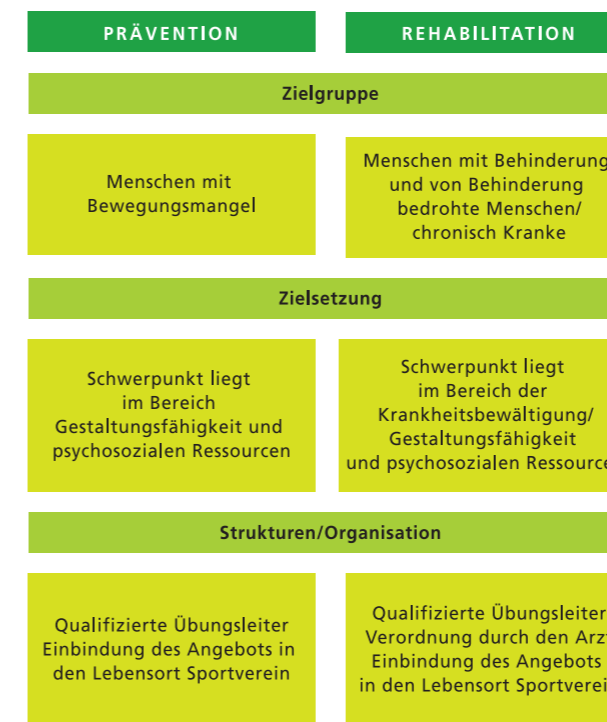 PRÄVENTION
REHABILITATION
Zielgruppe
Menschen mit
Bewegungsmangel
Menschen mit Behinderung
und von Behinderung
bedrohte Menschen/
chronisch Kranke
Zielsetzung
Schwerpunkt liegt
im Bereich
Gestaltungsfähigkeit und
psychosozialen Ressourcen
Schwerpunkt liegt
im Bereich der
Krankheitsbewältigung/
Gestaltungsfähigkeit
und psychosozialen
Strukturen/Organisation
Qualifizierte Übungsleiter
Einbindung des Angebots in
den Lebensort Sportverein
Qualifizierte Übungsleiter
Verordnung durch den
Einbindung des Angebots
in den Lebensort